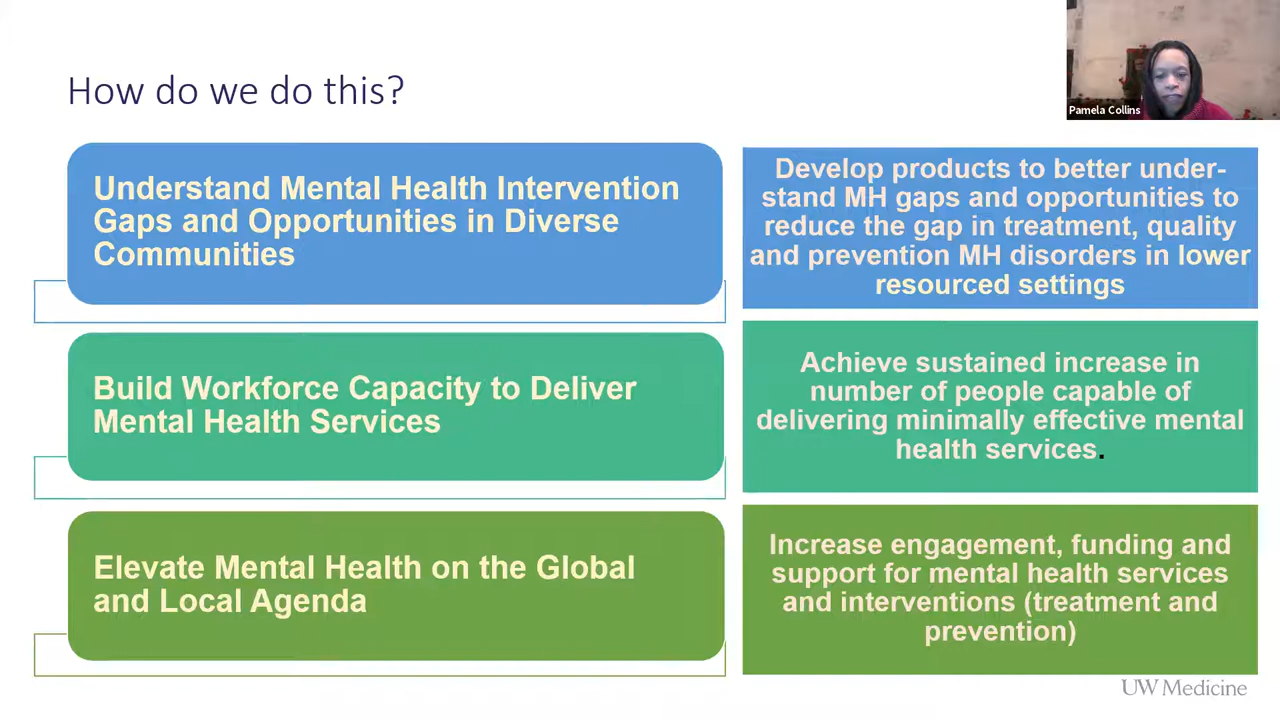 How do we do this?
Pamela Collins
Understand Mental Health Intervention
Gaps and Opportunities in Diverse
Communities
Develop products to better under-
stand MH gaps and opportunities to
reduce the gap in treatment, quality
and prevention MH disorders in lower
resourced settings
Build Workforce Capacity to Deliver
Mental Health Services
Achieve sustained increase in
number of people capable of
delivering minimally effective mental
health services.
Elevate Mental Health on the Global
and Local Agenda
Increase engagement, funding and
support for mental health services
and interventions (treatment and
prevention)
UW Medicine